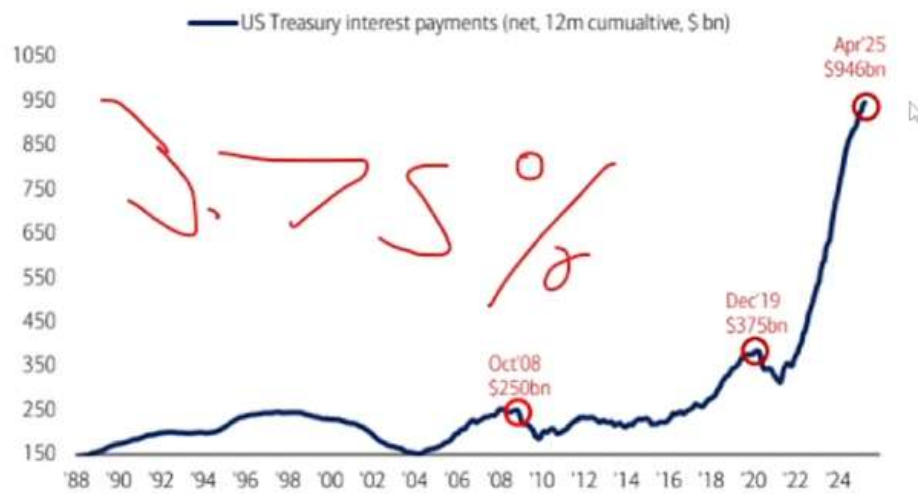 US Treasury interest payments (net, 12m cumualtive, $ bn)
1050
950
850
750
650
550
450
350
250
150
Apr'25
$946bn
3.75%
Dec'19
$375bn
Oct'08
$250bn
'88 '90 '92 '94 '96 '98 '00 '02 '04 '06 '08 '10 '12 '14 '16 '18 '20 '22 '24